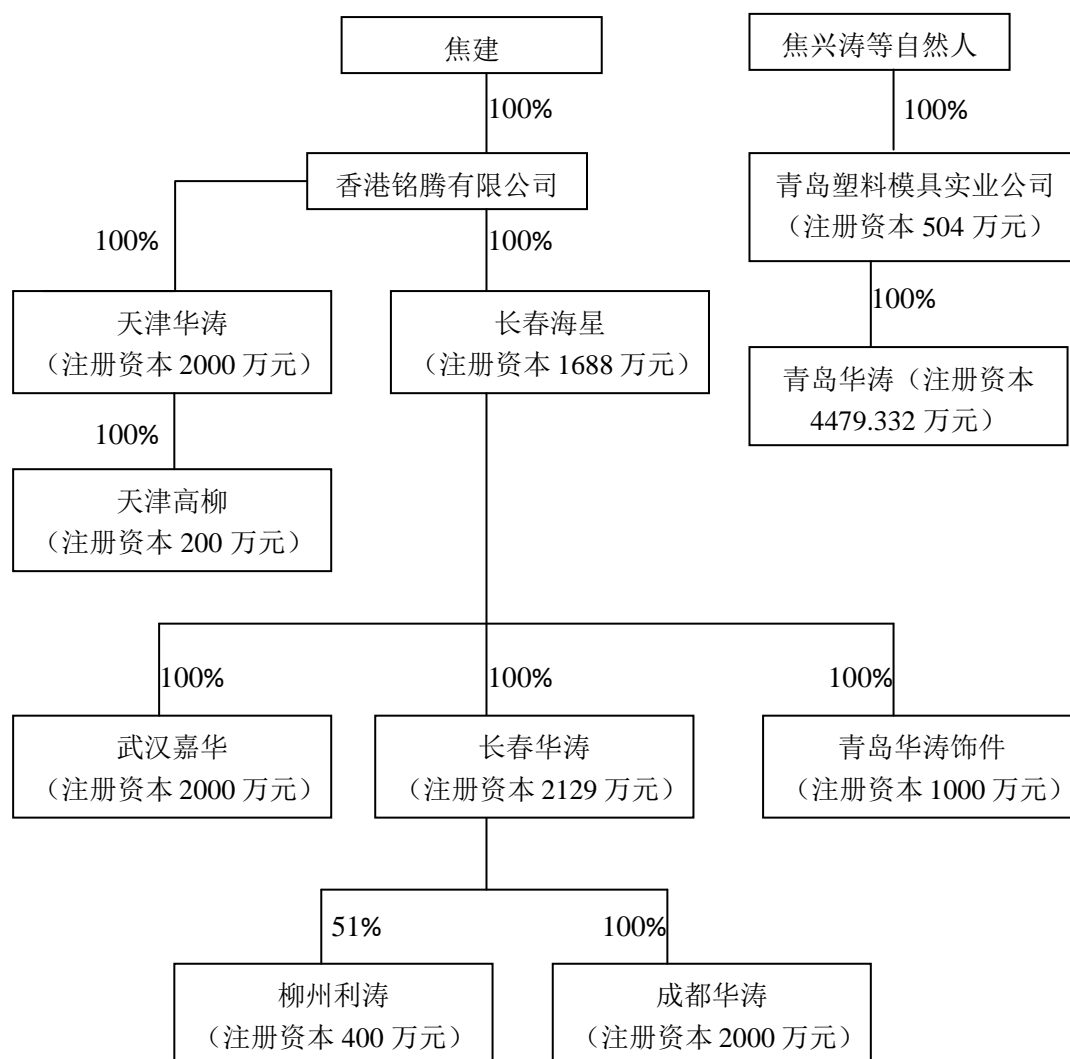 焦建
焦兴涛等自然人
100%
100%
香港铭腾有限公司
青岛塑料模具实业公司
（注册资本 504 万元）
100%
100%
100%
天津华涛
（注册资本 2000 万元）
长春海星
（注册资本 1688 万元）
青岛华涛（注册资本
4479.332 万元）
100%
天津高柳
（注册资本 200 万元）
100%
100%
100%
武汉嘉华
（注册资本 2000 万元）
长春华涛
（注册资本 2129 万元）
青岛华涛饰件
（注册资本 1000 万元）
51%
100%
柳州利涛
（注册资本 400 万元）
成都华涛
（注册资本 2000 万元）